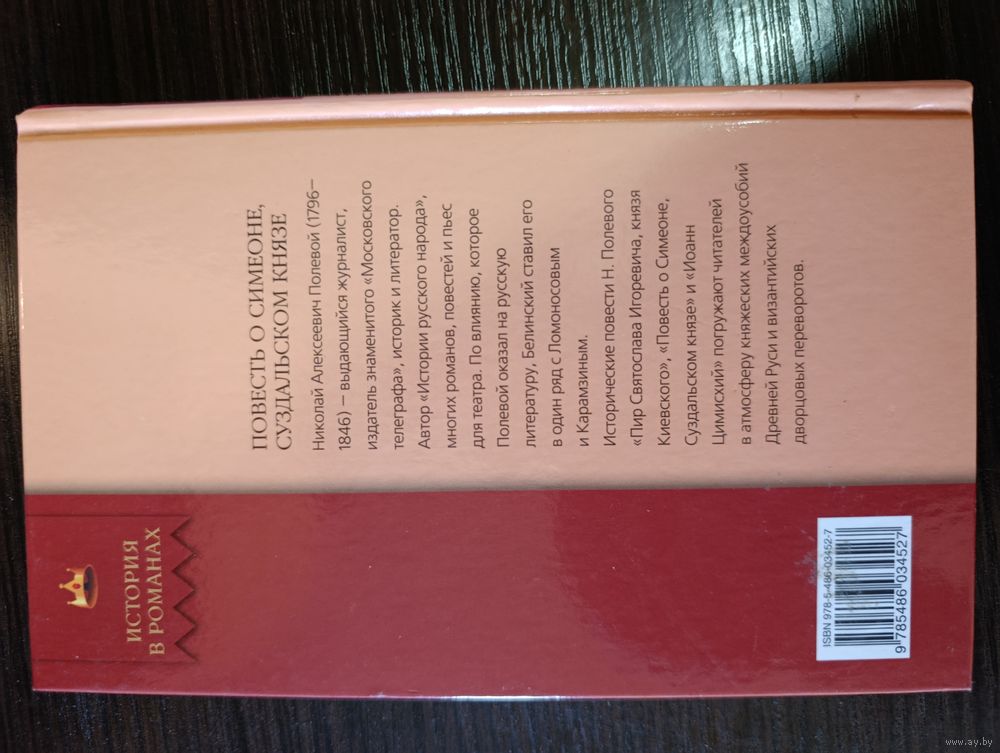 ИСТОРИЯ
В РОМАНАХ
ПОВЕСТЬ О СИМЕОНЕ,
СУЗДАЛЬСКОМ КНЯЗЕ
Николай Алексеевич Полевой (1796–
1846) – выдающийся журналист,
издатель знаменитого «Московского
телеграфа», историк и литератор.
Автор «Истории русского народа»,
многих романов, повестей и пьес
для театра. По влиянию, которое
Полевой оказал на русскую
литературу, Белинский ставил его
в один ряд с Ломоносовым
и Карамзиным.
Исторические повести Н. Полевого
«Пир Святослава Игоревича, князя
Киевского», «Повесть о Симеоне,
Суздальском князе» и «Иоанн
Цимисхий» погружают читателей
в атмосферу княжеских междоусобий
Древней Руси и византийских
дворцовых переворотов.
ISBN 978-5-486-03452-7
9 785486 034527
www.ay.by